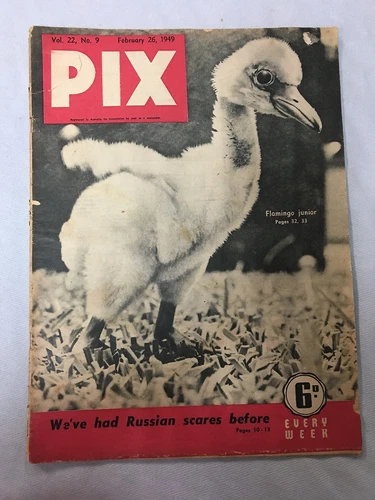 Vol. 22, No. 9 February 26, 1949
PIX
Flamingo junior
Pages 32, 33
We've had Russian scares before
Pages 10 - 13
6D.
EVERY
WEEK